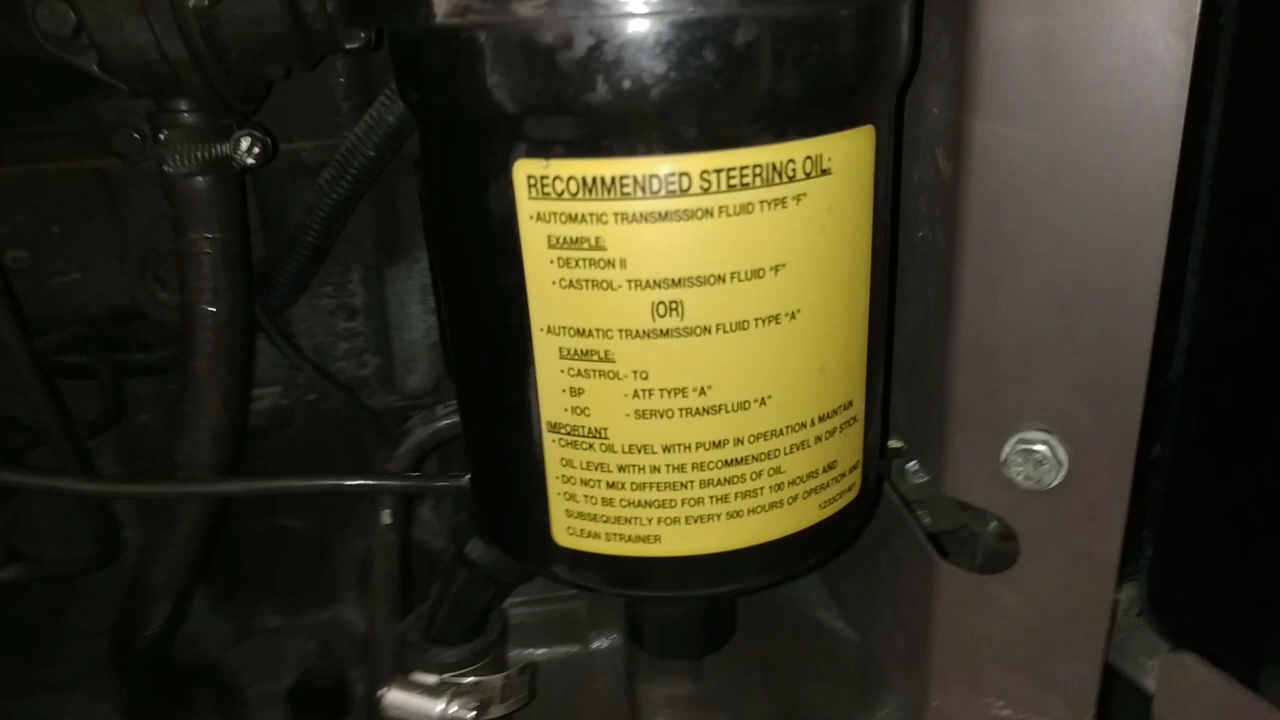 RECOMMENDED STEERING OIL:
• AUTOMATIC TRANSMISSION FLUID TYPE "F"
EXAMPLE:
• DEXTRON II
• CASTROL- TRANSMISSION FLUID "F"
(OR)
• AUTOMATIC TRANSMISSION FLUID TYPE "A"
EXAMPLE:
• CASTROL- TQ
• BP - ATF TYPE "A"
• IOC - SERVO TRANSFLUID "A"
IMPORTANT
• CHECK OIL LEVEL WITH PUMP IN OPERATION & MAINTAIN
OIL LEVEL WITH IN THE RECOMMENDED LEVEL IN DIP STICK.
• DO NOT MIX DIFFERENT BRANDS OF OIL.
• OIL TO BE CHANGED FOR THE FIRST 100 HOURS AND
SUBSEQUENTLY FOR EVERY 500 HOURS OF OPERATION AND
CLEAN STRAINER